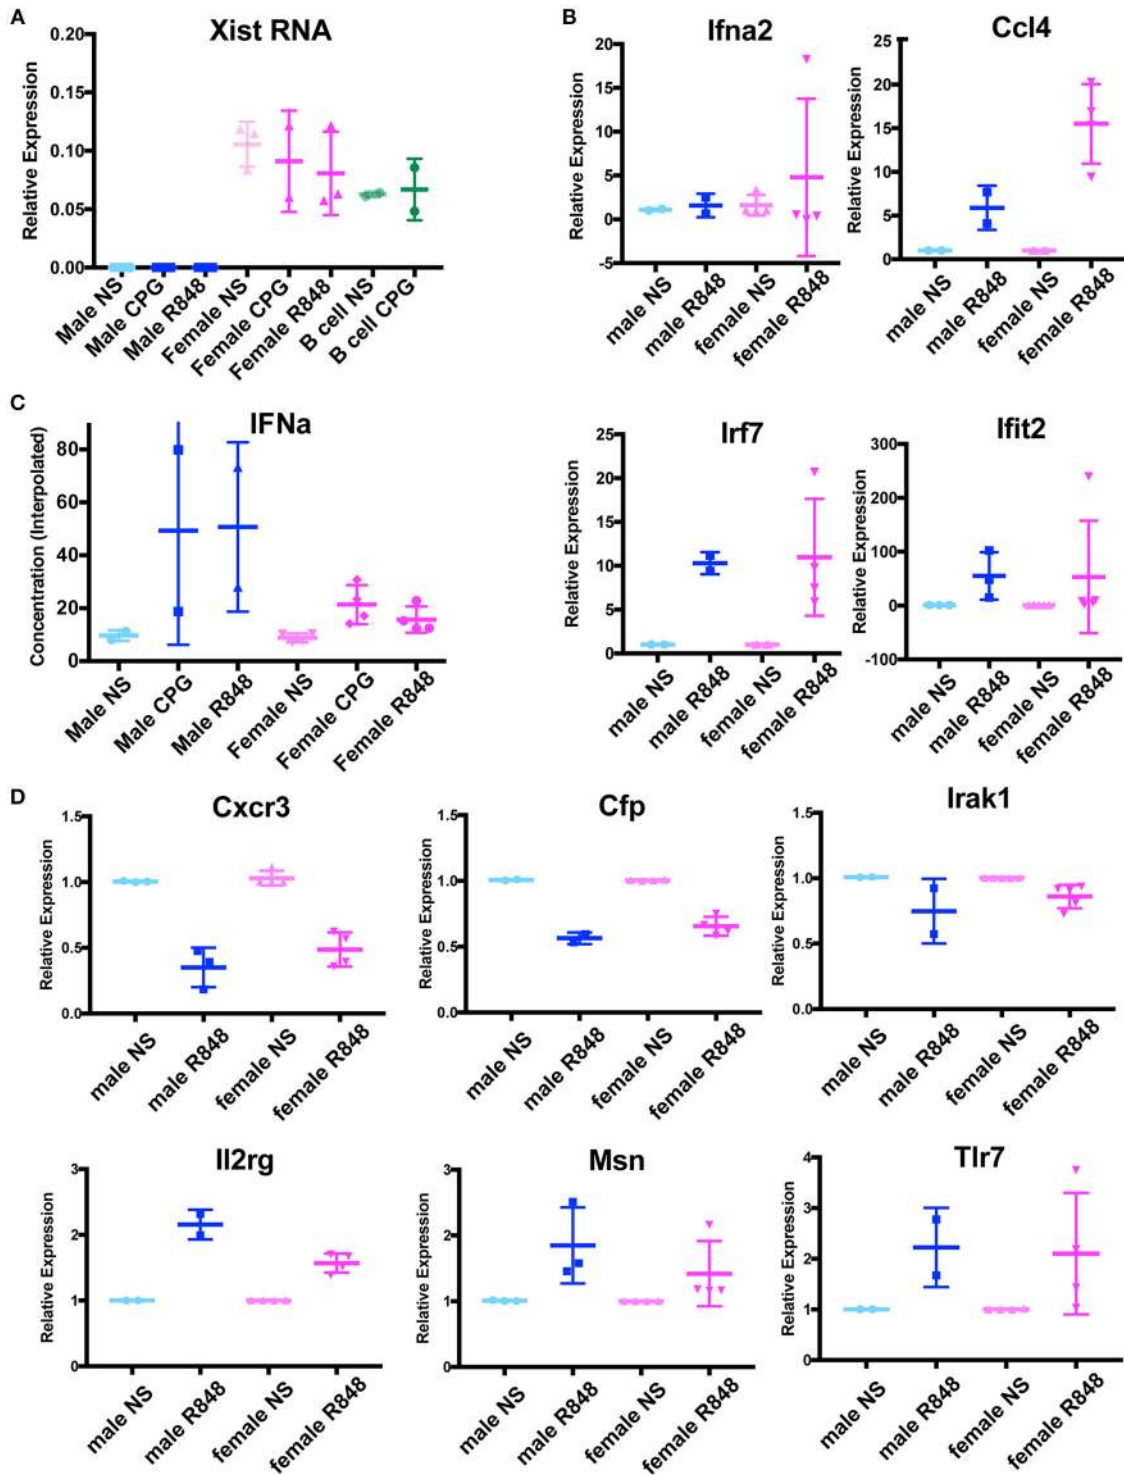 A
Xist RNA
Relative Expression
0.20
0.15
0.10
0.05
0.00
Male NS
Male CPG
Male R848
Female NS
Female CPG
Female R848
B cell NS
B cell CPG
B
Ifna2
Relative Expression
20
15
10
5
0
-5
male NS
male R848
female NS
female R848
Ccl4
Relative Expression
25
20
15
10
5
0
male NS
male R848
female NS
female R848
C
IFNa
Concentration (Interpolated)
80
60
40
20
0
Male NS
Male CPG
Male R848
Female NS
Female CPG
Female R848
Irf7
Relative Expression
25
20
15
10
5
0
male NS
male R848
female NS
female R848
Ifit2
Relative Expression
300
200
100
0
-100
male NS
male R848
female NS
female R848
D
Cxcr3
Relative Expression
1.5
1.0
0.5
0.0
male NS
male R848
female NS
female R848
Cfp
Relative Expression
1.5
1.0
0.5
0.0
male NS
male R848
female NS
female R848
Irak1
Relative Expression
1.5
1.0
0.5
0.0
male NS
male R848
female NS
female R848
Il2rg
Relative Expression
3
2
1
0
male NS
male R848
female NS
female R848
Msn
Relative Expression
3
2
1
0
male NS
male R848
female NS
female R848
Tlr7
Relative Expression
4
3
2
1
0
male NS
male R848
female NS
female R848